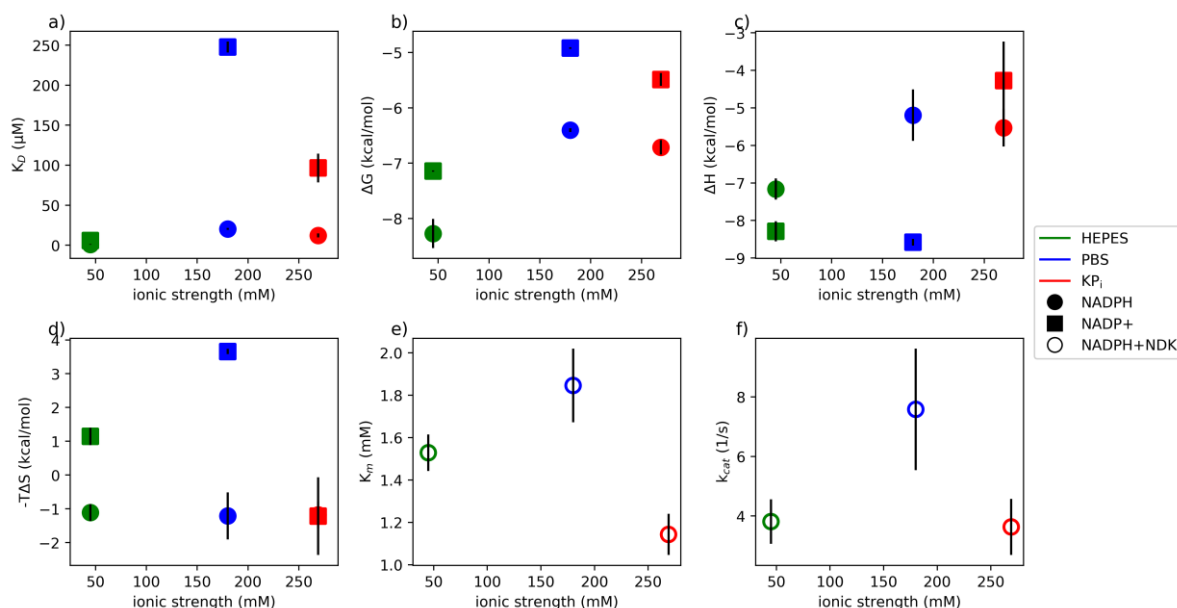 a)
K_D (µM)
250
200
150
100
50
0
50 100 150 200 250
ionic strength (mM)
b)
ΔG (kcal/mol)
−5
−6
−7
−8
50 100 150 200 250
ionic strength (mM)
c)
ΔH (kcal/mol)
−3
−4
−5
−6
−7
−8
−9
50 100 150 200 250
ionic strength (mM)
HEPES
PBS
KP_i
NADPH
NADP+
NADPH+NDK
d)
-TΔS (kcal/mol)
4
3
2
1
0
−1
−2
50 100 150 200 250
ionic strength (mM)
e)
K_m (mM)
2.0
1.8
1.6
1.4
1.2
1.0
50 100 150 200 250
ionic strength (mM)
f)
k_cat (1/s)
8
6
4
50 100 150 200 250
ionic strength (mM)